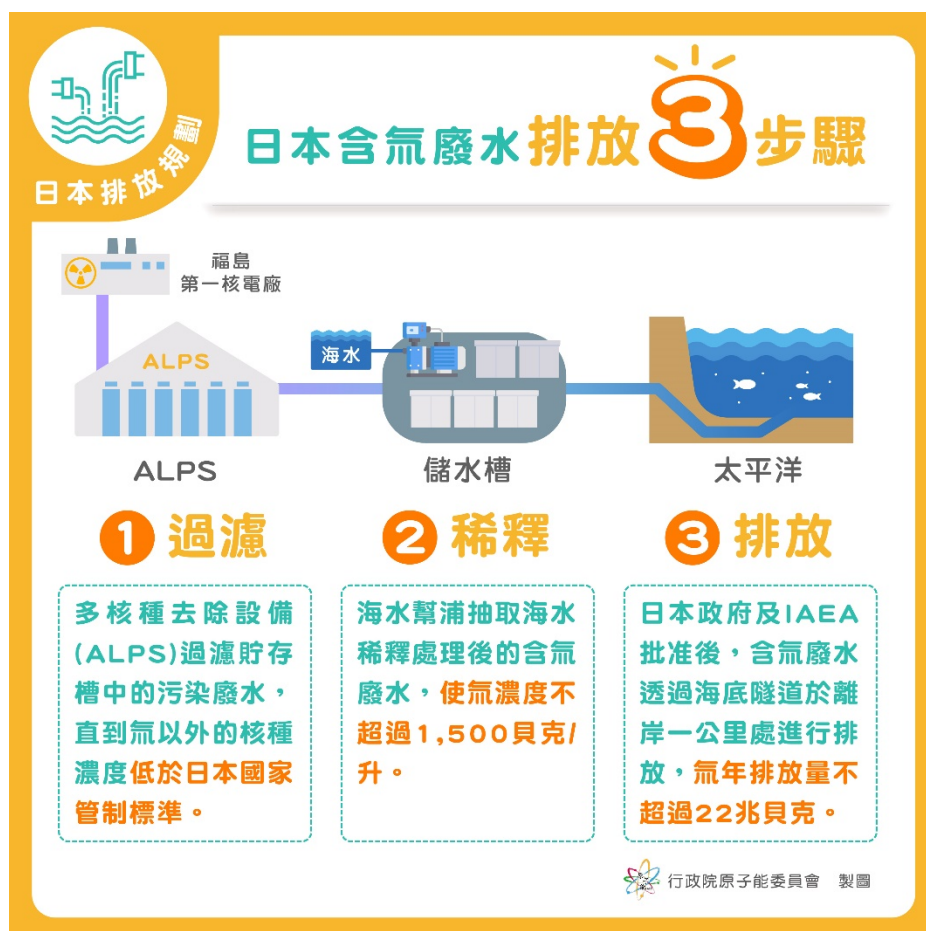 日本排放規劃
日本含氚廢水排放3步驟
福島
第一核電廠
ALPS
海水
ALPS
儲水槽
太平洋
1 過濾
2 稀釋
3 排放
多核種去除設備
(ALPS)過濾貯存
槽中的污染廢水，
直到氚以外的核種
濃度低於日本國家
管制標準。
海水幫浦抽取海水
稀釋處理後的含氚
廢水，使氚濃度不
超過1,500貝克/
升。
日本政府及IAEA
批准後，含氚廢水
透過海底隧道於離
岸一公里處進行排
放，氚年排放量不
超過22兆貝克。
行政院原子能委員會 製圖